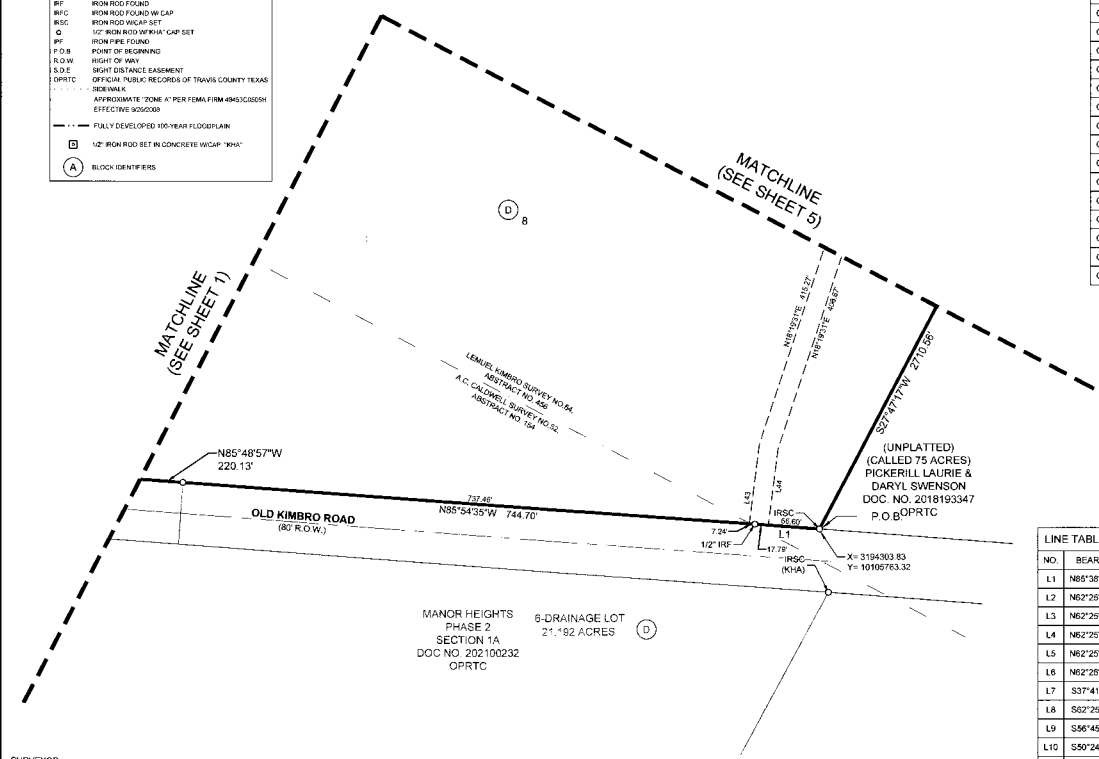 IRF IRON ROD FOUND
IRFC IRON ROD FOUND W/ CAP
IRSC IRON ROD W/CAP SET
1/2" IRON ROD W/"KHA" CAP SET
IPF IRON PIPE FOUND
P.O.B POINT OF BEGINNING
R.O.W. RIGHT OF WAY
S.D.E SIGHT DISTANCE EASEMENT
OPRTC OFFICIAL PUBLIC RECORDS OF TRAVIS COUNTY TEXAS
SIDEWALK
APPROXIMATE "ZONE A" PER FEMA FIRM 48453C0505H
EFFECTIVE 9/26/2008
FULLY DEVELOPED 100-YEAR FLOODPLAIN
1/2" IRON ROD SET IN CONCRETE W/CAP "KHA"
A BLOCK IDENTIFIERS
MATCHLINE
(SEE SHEET 5)
D 8
MATCHLINE
(SEE SHEET 1)
N18°19'31"E 415.27'
N18°19'31"E
S27°47'17"W 2710.56'
LEMUEL KIMBRO SURVEY NO.64,
ABSTRACT NO. 456
A.C. CALDWELL SURVEY NO.52,
ABSTRACT NO. 154
(UNPLATTED)
(CALLED 75 ACRES)
PICKERILL LAURIE &
DARYL SWENSON
DOC. NO. 2018193347
OPRTC
P.O.B.
N85°48'57"W
220.13'
L43
L44
737.46'
N85°54'35"W 744.70'
OLD KIMBRO ROAD
(80' R.O.W.)
7.24'
1/2" IRF
17.79'
IRSC
56.60'
L1
IRSC
(KHA)
X= 3194303.83
Y= 10105763.32
MANOR HEIGHTS
PHASE 2
SECTION 1A
DOC NO. 202100232
OPRTC
6-DRAINAGE LOT
21.192 ACRES
D
LINE TABL
NO. BEAR
L1 N85°38'
L2 N62°25'
L3 N62°25'
L4 N62°25'
L5 N62°25'
L6 N62°26'
L7 S37°41'
L8 S62°25'
L9 S56°45'
L10 S50°24'